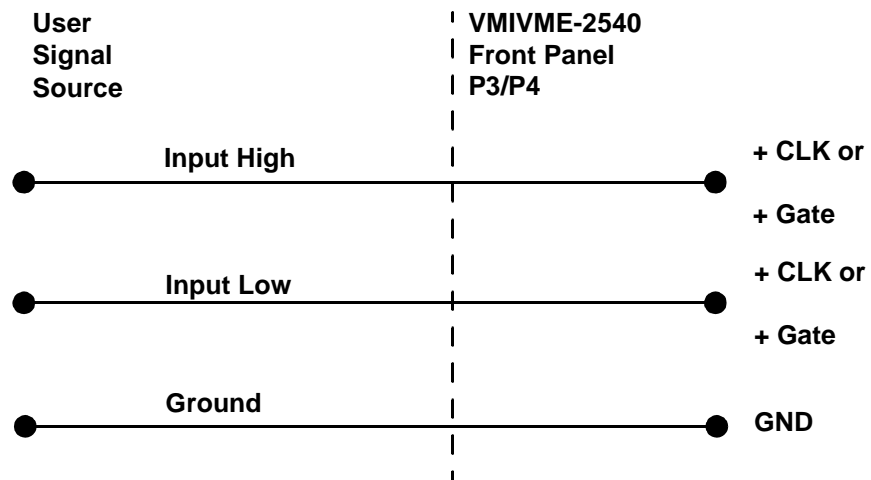 User
Signal
Source
VMIVME-2540
Front Panel
P3/P4
Input High
+ CLK or
+ Gate
Input Low
+ CLK or
+ Gate
Ground
GND